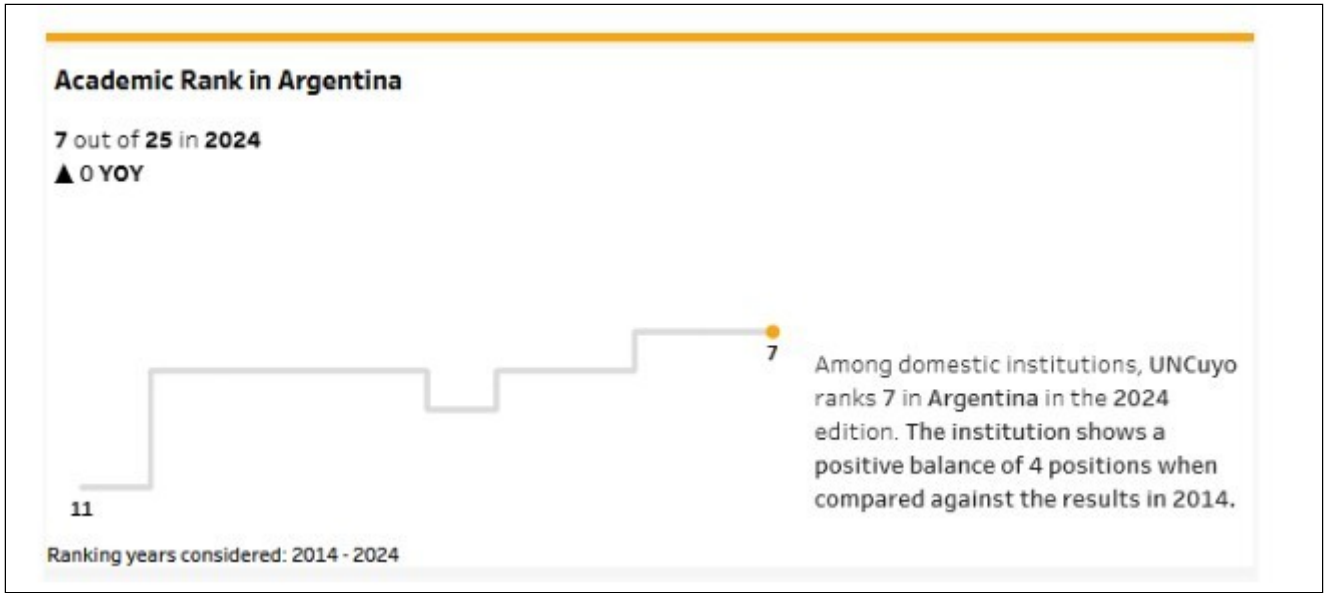 Academic Rank in Argentina
7 out of 25 in 2024
▲ 0 YOY
7
Among domestic institutions, UNCuyo
ranks 7 in Argentina in the 2024
edition. The institution shows a
positive balance of 4 positions when
compared against the results in 2014.
11
Ranking years considered: 2014 - 2024